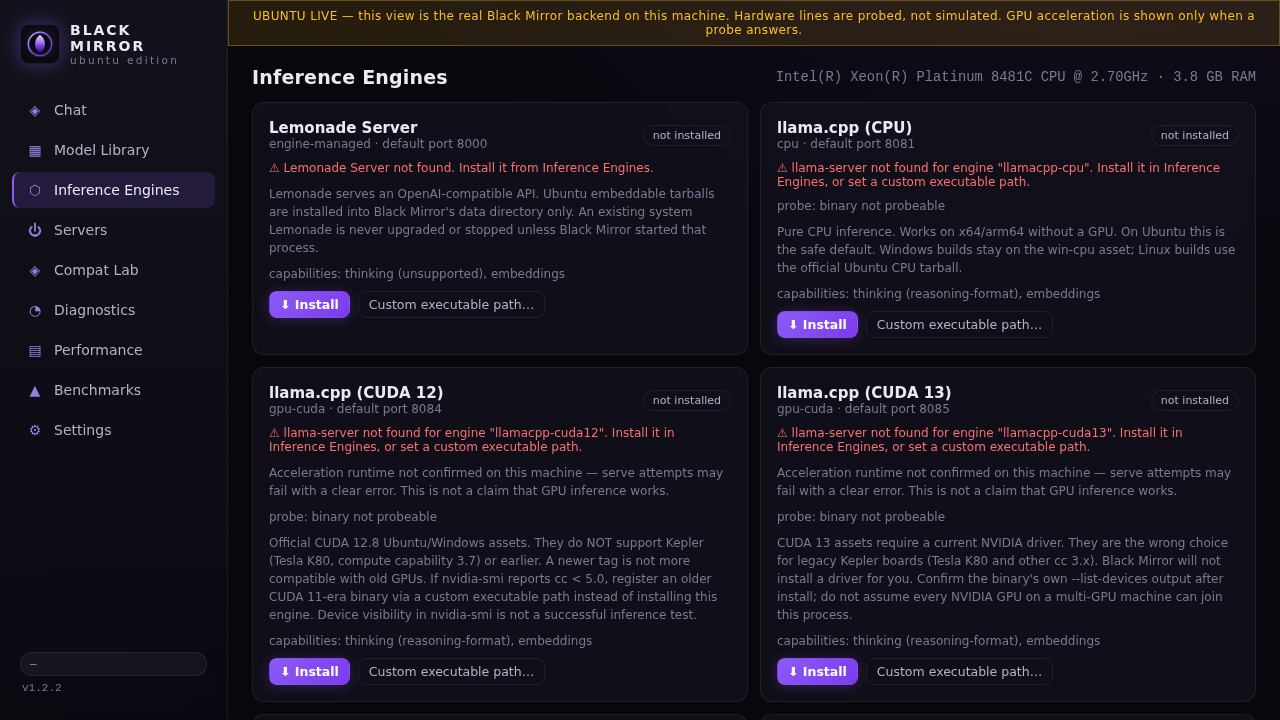 BLACK
MIRROR
ubuntu edition
Chat
Model Library
Inference Engines
Servers
Compat Lab
Diagnostics
Performance
Benchmarks
Settings
—
v1.2.2
UBUNTU LIVE — this view is the real Black Mirror backend on this machine. Hardware lines are probed, not simulated. GPU acceleration is shown only when a
probe answers.
Inference Engines
Intel(R) Xeon(R) Platinum 8481C CPU @ 2.70GHz · 3.8 GB RAM
Lemonade Server
engine-managed · default port 8000
not installed
⚠ Lemonade Server not found. Install it from Inference Engines.
Lemonade serves an OpenAI-compatible API. Ubuntu embeddable tarballs
are installed into Black Mirror's data directory only. An existing system
Lemonade is never upgraded or stopped unless Black Mirror started that
process.
capabilities: thinking (unsupported), embeddings
⬇ Install
Custom executable path...
llama.cpp (CPU)
cpu · default port 8081
not installed
⚠ llama-server not found for engine "llamacpp-cpu". Install it in Inference
Engines, or set a custom executable path.
probe: binary not probeable
Pure CPU inference. Works on x64/arm64 without a GPU. On Ubuntu this is
the safe default. Windows builds stay on the win-cpu asset; Linux builds use
the official Ubuntu CPU tarball.
capabilities: thinking (reasoning-format), embeddings
⬇ Install
Custom executable path...
llama.cpp (CUDA 12)
gpu-cuda · default port 8084
not installed
⚠ llama-server not found for engine "llamacpp-cuda12". Install it in
Inference Engines, or set a custom executable path.
Acceleration runtime not confirmed on this machine — serve attempts may
fail with a clear error. This is not a claim that GPU inference works.
probe: binary not probeable
Official CUDA 12.8 Ubuntu/Windows assets. They do NOT support Kepler
(Tesla K80, compute capability 3.7) or earlier. A newer tag is not more
compatible with old GPUs. If nvidia-smi reports cc < 5.0, register an older
CUDA 11-era binary via a custom executable path instead of installing this
engine. Device visibility in nvidia-smi is not a successful inference test.
capabilities: thinking (reasoning-format), embeddings
⬇ Install
Custom executable path...
llama.cpp (CUDA 13)
gpu-cuda · default port 8085
not installed
⚠ llama-server not found for engine "llamacpp-cuda13". Install it in
Inference Engines, or set a custom executable path.
Acceleration runtime not confirmed on this machine — serve attempts may
fail with a clear error. This is not a claim that GPU inference works.
probe: binary not probeable
CUDA 13 assets require a current NVIDIA driver. They are the wrong choice
for legacy Kepler boards (Tesla K80 and other cc 3.x). Black Mirror will not
install a driver for you. Confirm the binary's own --list-devices output after
install; do not assume every NVIDIA GPU on a multi-GPU machine can join
this process.
capabilities: thinking (reasoning-format), embeddings
⬇ Install
Custom executable path...